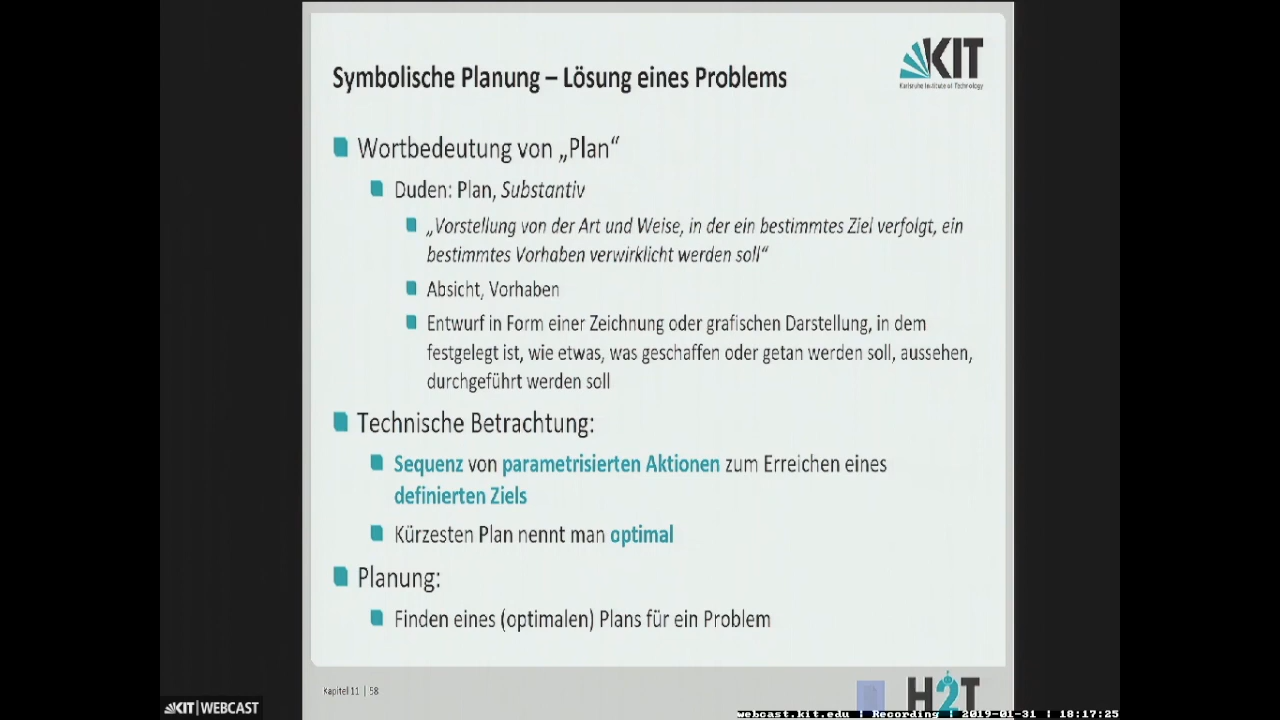 KIT
Karlsruhe Institute of Technology
Symbolische Planung – Lösung eines Problems
Wortbedeutung von „Plan“
Duden: Plan, Substantiv
„Vorstellung von der Art und Weise, in der ein bestimmtes Ziel verfolgt, ein
bestimmtes Vorhaben verwirklicht werden soll“
Absicht, Vorhaben
Entwurf in Form einer Zeichnung oder grafischen Darstellung, in dem
festgelegt ist, wie etwas, was geschaffen oder getan werden soll, aussehen,
durchgeführt werden soll
Technische Betrachtung:
Sequenz von parametrisierten Aktionen zum Erreichen eines
definierten Ziels
Kürzesten Plan nennt man optimal
Planung:
Finden eines (optimalen) Plans für ein Problem
Kapitel 11 | 58
H2T
KIT | WEBCAST
webcast.kit.edu | Recording | 2019-01-31 | 18:17:25